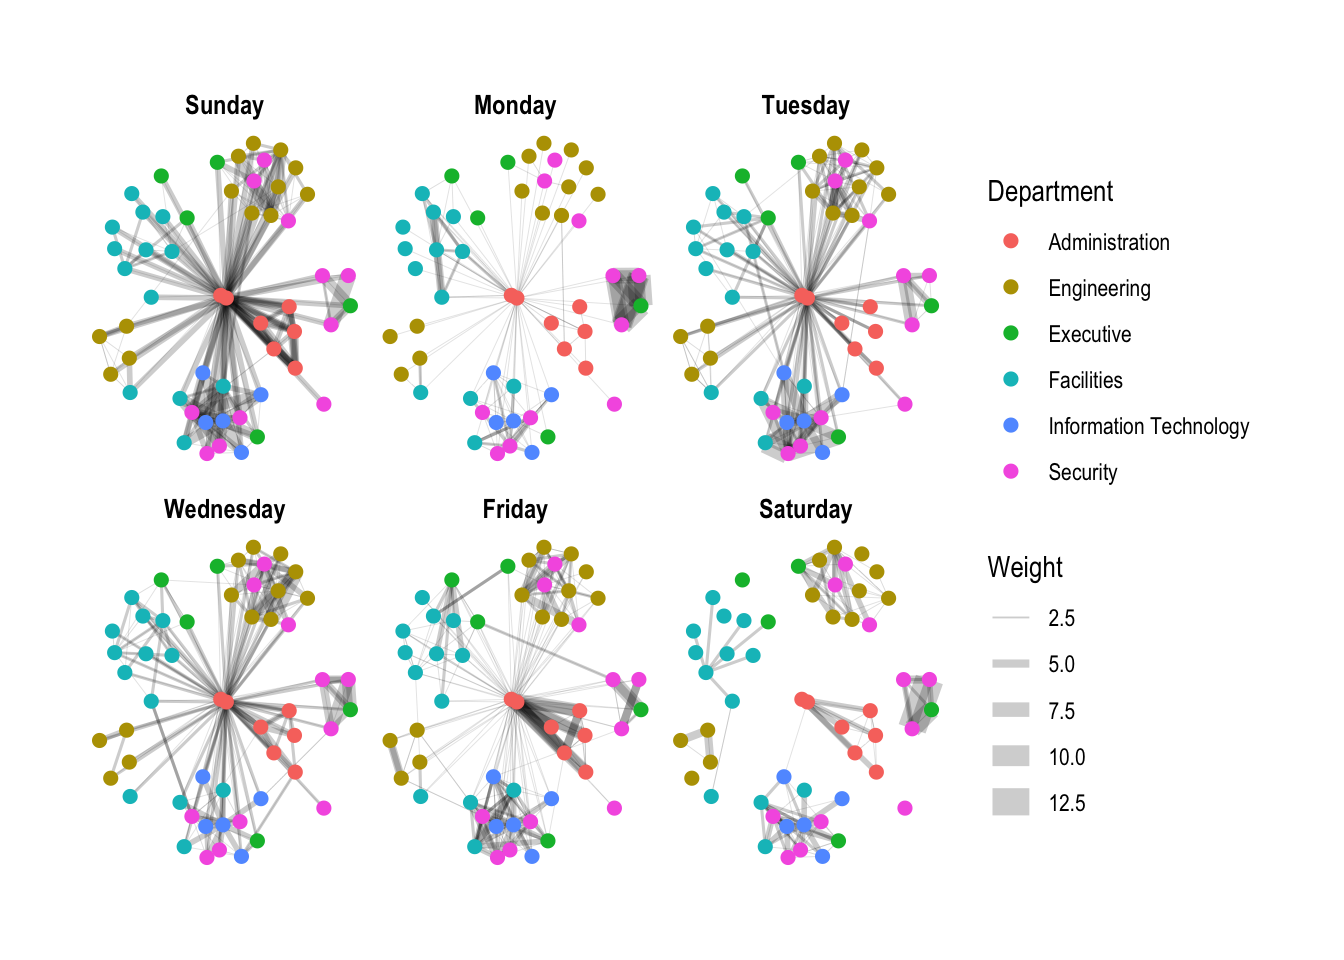 Sunday
Monday
Tuesday
Wednesday
Friday
Saturday
Department
Administration
Engineering
Executive
Facilities
Information Technology
Security
Weight
2.5
5.0
7.5
10.0
12.5